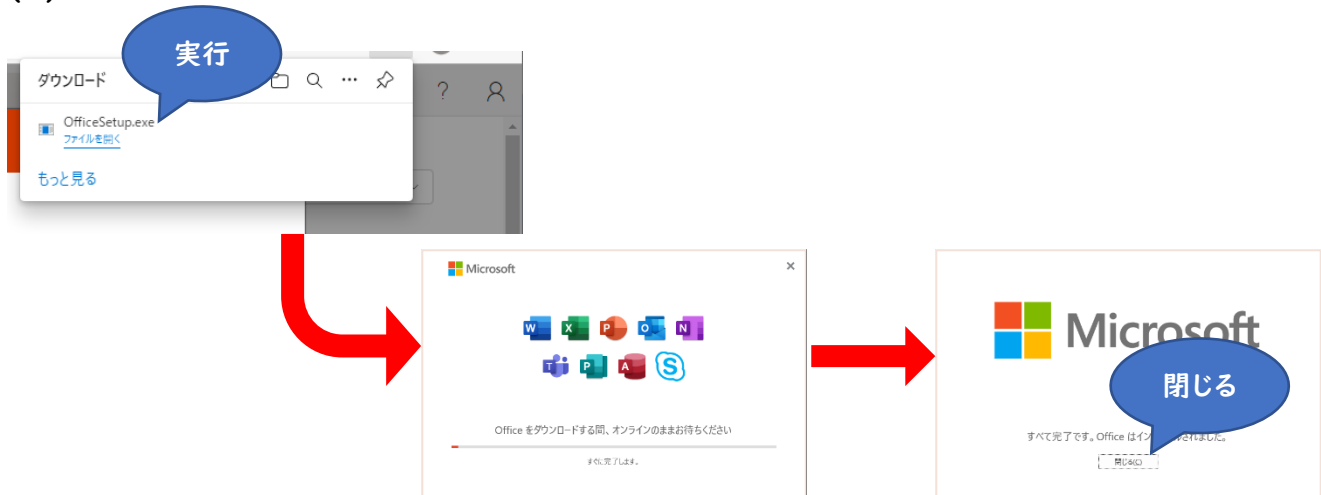 実行
ダウンロード
OfficeSetup.exe
ファイルを開く
もっと見る
Microsoft
Office をダウンロードする間、オンラインのままお待ちください
すぐに完了します。
Microsoft
閉じる
すべて完了です。Office はイン されました。
閉じる(C)